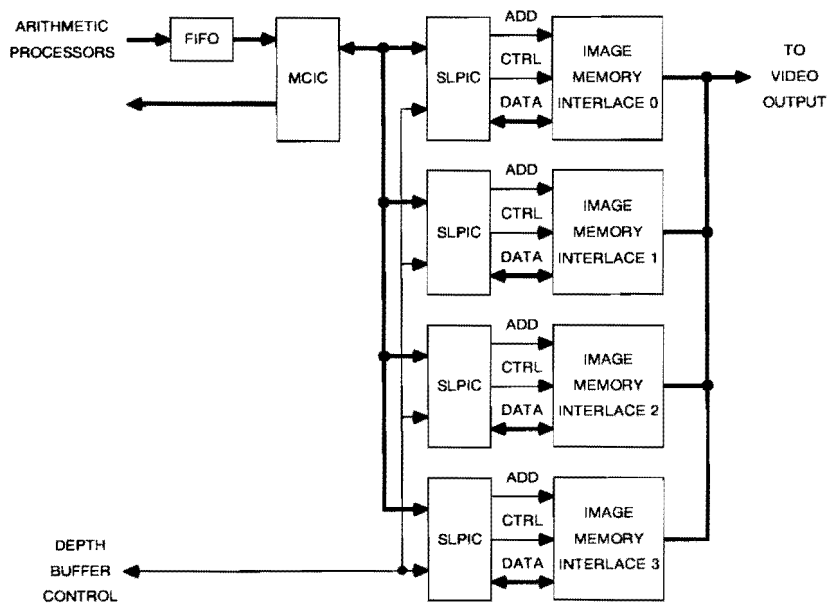 ARITHMETIC
PROCESSORS
FIFO
MCIC
SLPIC
ADD
CTRL
DATA
IMAGE
MEMORY
INTERLACE 0
TO
VIDEO
OUTPUT
SLPIC
ADD
CTRL
DATA
IMAGE
MEMORY
INTERLACE 1
SLPIC
ADD
CTRL
DATA
IMAGE
MEMORY
INTERLACE 2
SLPIC
ADD
CTRL
DATA
IMAGE
MEMORY
INTERLACE 3
DEPTH
BUFFER
CONTROL